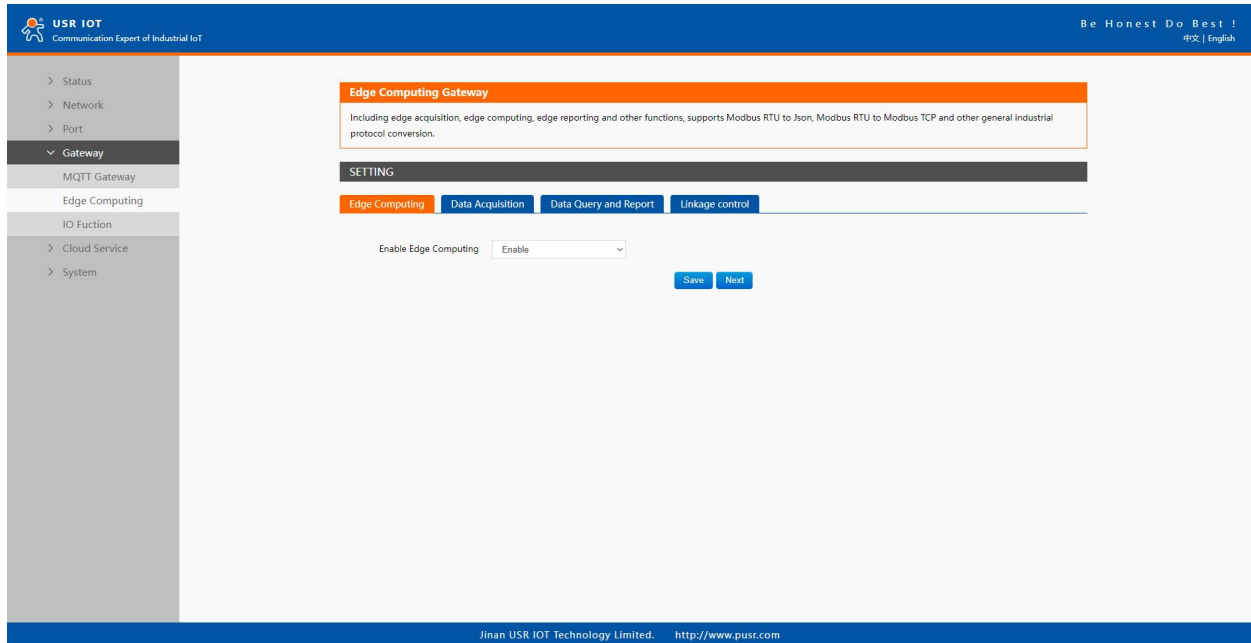 USR IOT
Communication Expert of Industrial IoT
Be Honest Do Best !
中文 | English
Status
Network
Port
Gateway
MQTT Gateway
Edge Computing
IO Fuction
Cloud Service
System
Edge Computing Gateway
Including edge acquisition, edge computing, edge reporting and other functions, supports Modbus RTU to Json, Modbus RTU to Modbus TCP and other general industrial
protocol conversion.
SETTING
Edge Computing Data Acquisition Data Query and Report Linkage control
Enable Edge Computing Enable
Save Next
Jinan USR IOT Technology Limited. http://www.pusr.com